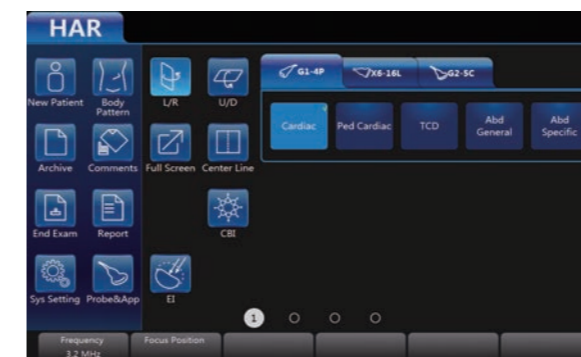 HAR
New Patient
Body
Pattern
L/R
U/D
G1-4P
X6-16L
G2-5C
Cardiac
Ped Cardiac
TCD
Abd
General
Abd
Specific
Archive
Comments
Full Screen
Center Line
End Exam
Report
CBI
Sys Setting
Probe&App
EI
1
Frequency
3.2 MHz
Focus Position